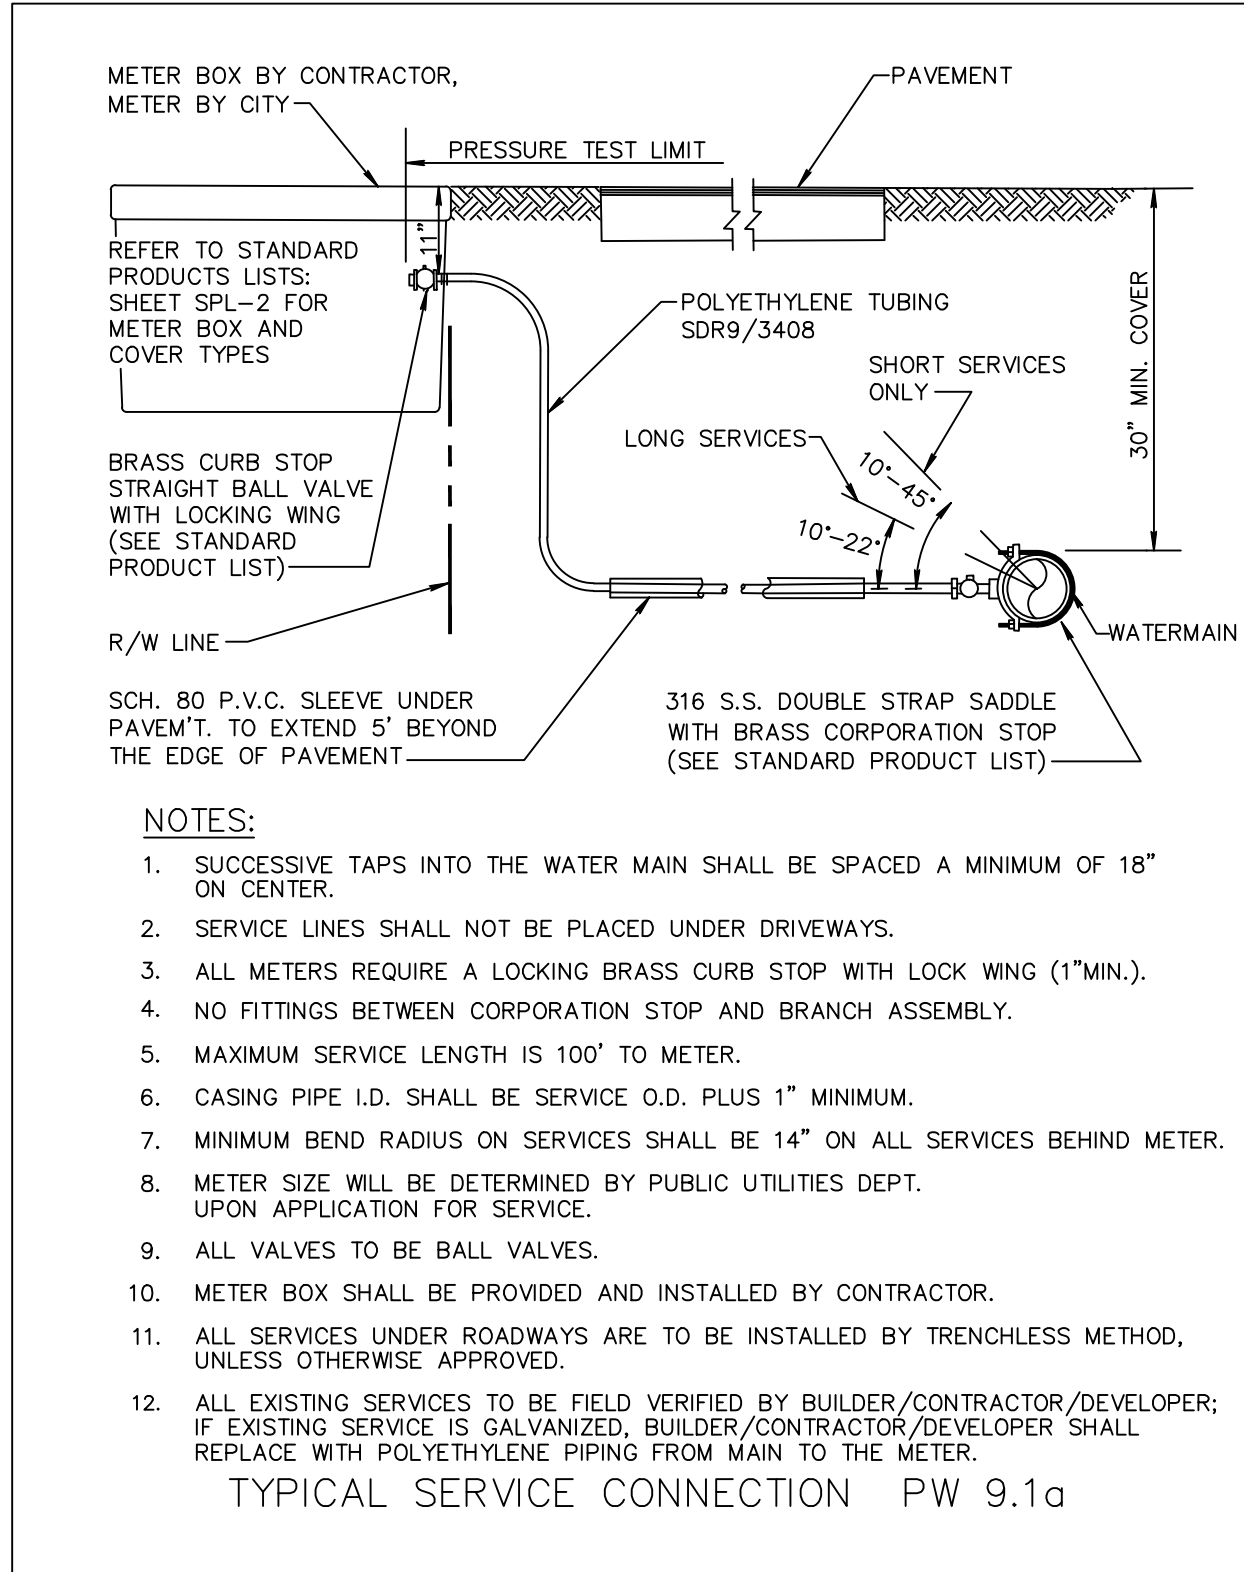 METER BOX BY CONTRACTOR,
METER BY CITY
PAVEMENT
PRESSURE TEST LIMIT
11"
REFER TO STANDARD
PRODUCTS LISTS:
SHEET SPL-2 FOR
METER BOX AND
COVER TYPES
POLYETHYLENE TUBING
SDR9/3408
30" MIN. COVER
SHORT SERVICES
ONLY
LONG SERVICES
10°-45°
10°-22°
BRASS CURB STOP
STRAIGHT BALL VALVE
WITH LOCKING WING
(SEE STANDARD
PRODUCT LIST)
R/W LINE
WATERMAIN
SCH. 80 P.V.C. SLEEVE UNDER
PAVEM'T. TO EXTEND 5' BEYOND
THE EDGE OF PAVEMENT
316 S.S. DOUBLE STRAP SADDLE
WITH BRASS CORPORATION STOP
(SEE STANDARD PRODUCT LIST)
NOTES:
1. SUCCESSIVE TAPS INTO THE WATER MAIN SHALL BE SPACED A MINIMUM OF 18"
ON CENTER.
2. SERVICE LINES SHALL NOT BE PLACED UNDER DRIVEWAYS.
3. ALL METERS REQUIRE A LOCKING BRASS CURB STOP WITH LOCK WING (1"MIN.).
4. NO FITTINGS BETWEEN CORPORATION STOP AND BRANCH ASSEMBLY.
5. MAXIMUM SERVICE LENGTH IS 100' TO METER.
6. CASING PIPE I.D. SHALL BE SERVICE O.D. PLUS 1" MINIMUM.
7. MINIMUM BEND RADIUS ON SERVICES SHALL BE 14" ON ALL SERVICES BEHIND METER.
8. METER SIZE WILL BE DETERMINED BY PUBLIC UTILITIES DEPT.
UPON APPLICATION FOR SERVICE.
9. ALL VALVES TO BE BALL VALVES.
10. METER BOX SHALL BE PROVIDED AND INSTALLED BY CONTRACTOR.
11. ALL SERVICES UNDER ROADWAYS ARE TO BE INSTALLED BY TRENCHLESS METHOD,
UNLESS OTHERWISE APPROVED.
12. ALL EXISTING SERVICES TO BE FIELD VERIFIED BY BUILDER/CONTRACTOR/DEVELOPER;
IF EXISTING SERVICE IS GALVANIZED, BUILDER/CONTRACTOR/DEVELOPER SHALL
REPLACE WITH POLYETHYLENE PIPING FROM MAIN TO THE METER.
TYPICAL SERVICE CONNECTION PW 9.1a